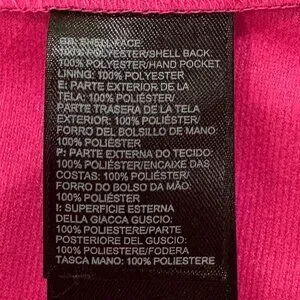 GB: SHELL-FACE:
100% POLYESTER/SHELL BACK:
100% POLYESTER/HAND POCKET
LINING: 100% POLYESTER
E: PARTE EXTERIOR DE LA
TELA: 100% POLIÉSTER/
PARTE TRASERA DE LA TELA
EXTERIOR: 100% POLIÉSTER/
FORRO DEL BOLSILLO DE MANO:
100% POLIÉSTER
P: PARTE EXTERNA DO TECIDO:
100% POLIÉSTER/ENCAIXE DAS
COSTAS: 100% POLIÉSTER/
FORRO DO BOLSO DA MÃO:
100% POLIÉSTER
I: SUPERFICIE ESTERNA
DELLA GIACCA GUSCIO:
100% POLIESTERE/PARTE
POSTERIORE DEL GUSCIO:
100% POLIESTERE/FODERA
TASCA MANO: 100% POLIESTERE